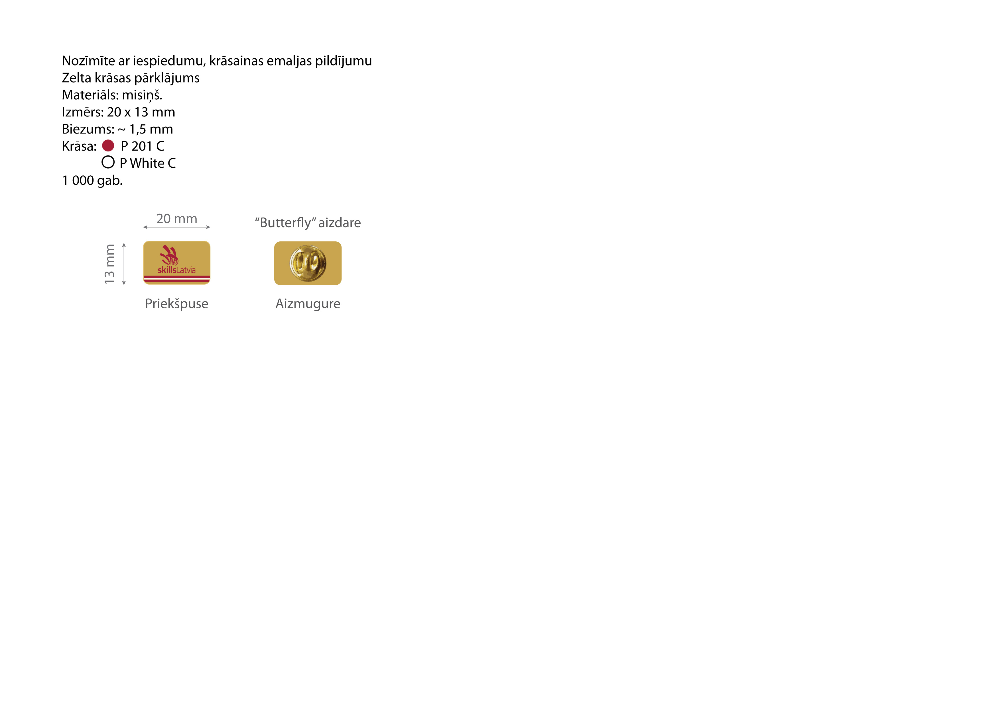 Nozīmīte ar iespiedumu, krāsainas emaljas pildījumu
Zelta krāsas pārklājums
Materiāls: misiņš.
Izmērs: 20 x 13 mm
Biezums: ~ 1,5 mm
Krāsa: P 201 C
P White C
1 000 gab.
20 mm
“Butterfly” aizdare
13 mm
skillsLatvia
Priekšpuse
Aizmugure